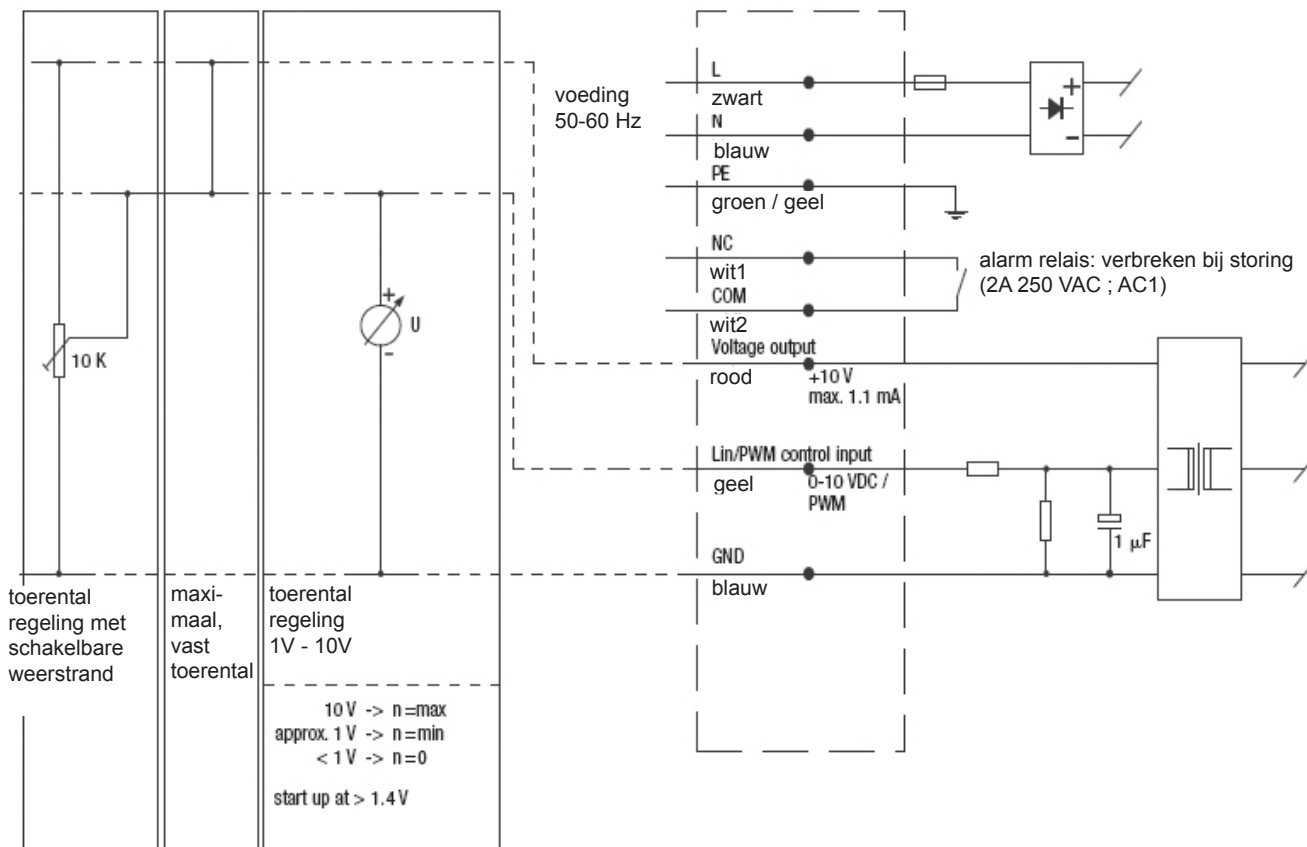 voeding
50-60 Hz
L
zwart
N
blauw
PE
groen / geel
NC
wit1
COM
wit2
alarm relais: verbreken bij storing
(2A 250 VAC ; AC1)
Voltage output
rood
+10 V
max. 1.1 mA
Lin/PWM control input
geel
0-10 VDC /
PWM
GND
blauw
1 µF
+
-
10 K
+
U
-
toerental
regeling met
schakelbare
weerstrand
maxi-
maal,
vast
toerental
toerental
regeling
1V - 10V
10 V -> n=max
approx. 1 V -> n=min
< 1 V -> n=0
start up at > 1.4 V